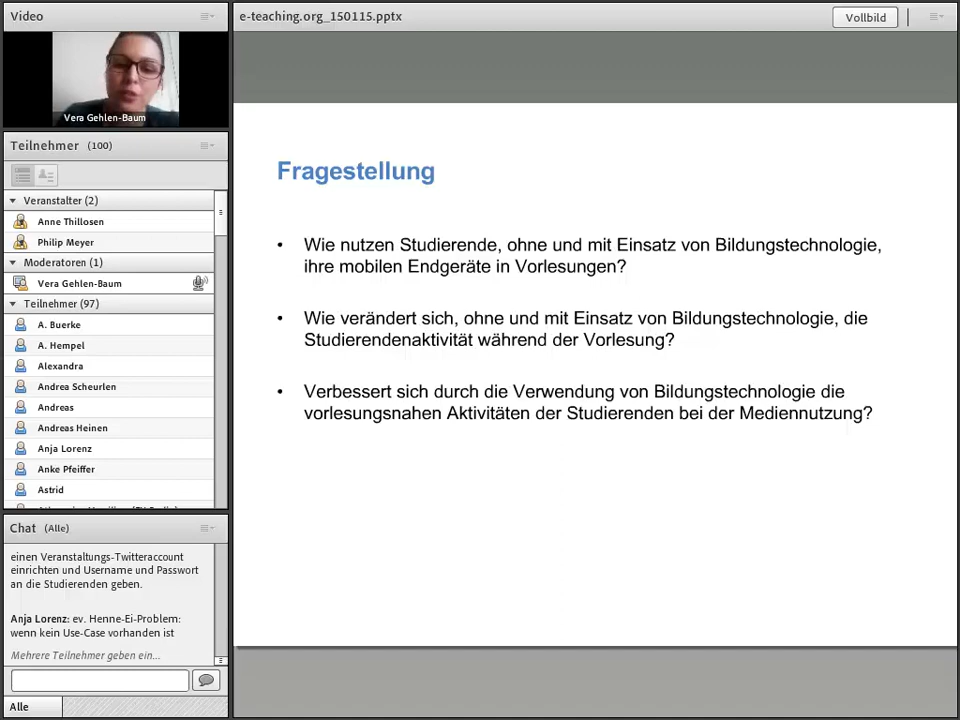 Video
Vera Gehlen-Baum
Teilnehmer (100)
Veranstalter (2)
Anne Thillosen
Philip Meyer
Moderatoren (1)
Vera Gehlen-Baum
Teilnehmer (97)
A. Buerke
A. Hempel
Alexandra
Andrea Scheurlen
Andreas
Andreas Heinen
Anja Lorenz
Anke Pfeiffer
Astrid
Chat (Alle)
einen Veranstaltungs-Twitteraccount
einrichten und Username und Passwort
an die Studierenden geben.
Anja Lorenz: ev. Henne-Ei-Problem:
wenn kein Use-Case vorhanden ist
Mehrere Teilnehmer geben ein...
Alle
e-teaching.org_150115.pptx
Vollbild
Fragestellung
• Wie nutzen Studierende, ohne und mit Einsatz von Bildungstechnologie,
ihre mobilen Endgeräte in Vorlesungen?
• Wie verändert sich, ohne und mit Einsatz von Bildungstechnologie, die
Studierendenaktivität während der Vorlesung?
• Verbessert sich durch die Verwendung von Bildungstechnologie die
vorlesungsnahen Aktivitäten der Studierenden bei der Mediennutzung?